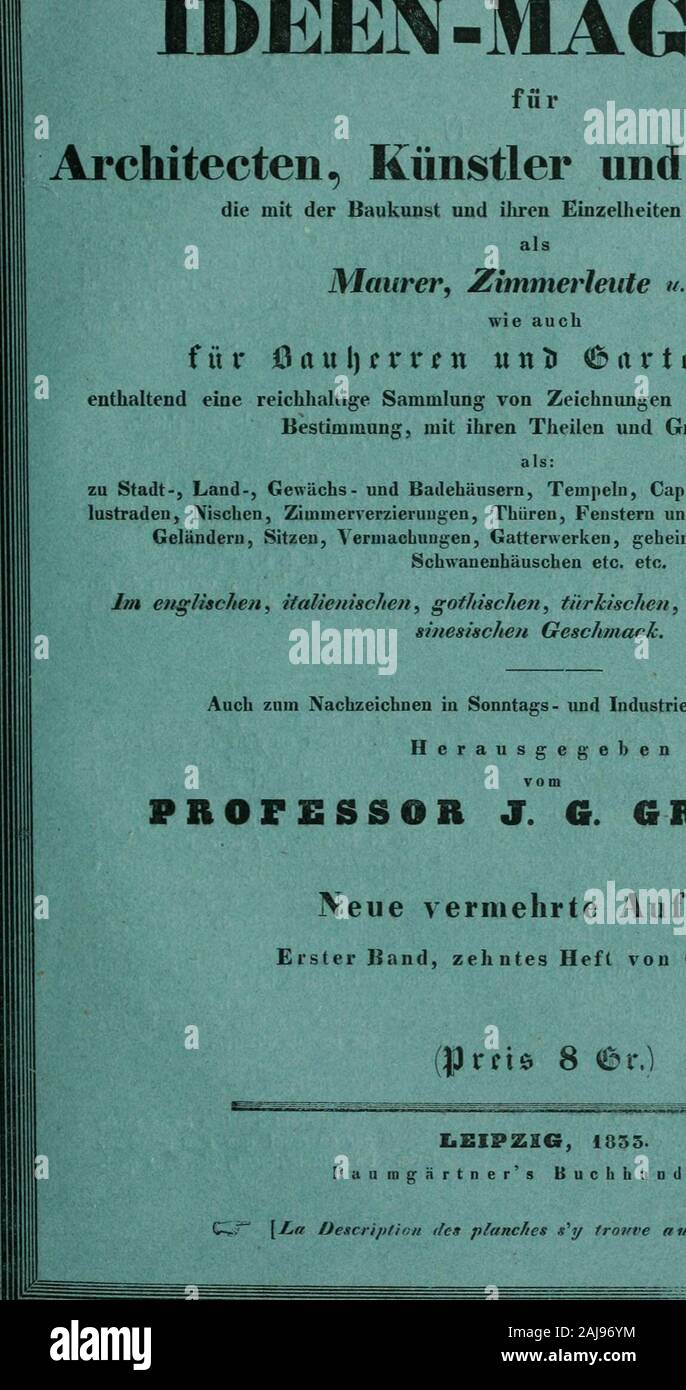 IDEEN-MAG
für
Architecten, Künstler und
die mit der Baukunst und ihren Einzelheiten
als
Maurer, Zimmerleute u.
wie auch
für Bauherren und Gart
enthaltend eine reichhaltige Sammlung von Zeichnungen
Bestimmung, mit ihren Theilen und G
als:
zu Stadt-, Land-, Gewächs- und Badehäusern, Tempeln, Cap
lustraden, Nischen, Zimmerverzierungen, Thüren, Fenstern un
Geländern, Sitzen, Vermachungen, Gatterwerken, gehei
Schwanenhäuschen etc. etc.
Im englischen, italienischen, gothischen, türkischen,
sinesischen Geschmack.
Auch zum Nachzeichnen in Sonntags- und Industrie
Herausgegeben
vom
PROFESSOR J. G. GR
Neue vermehrte Auf
Erster Band, zehntes Heft von
(Preis 8 Gr.)
LEIPZIG, 1835.
Baumgärtner's Buchhand
[La Description des planches s'y trouve au
alamy
Image ID: 2AJ96YM
www.alamy.com